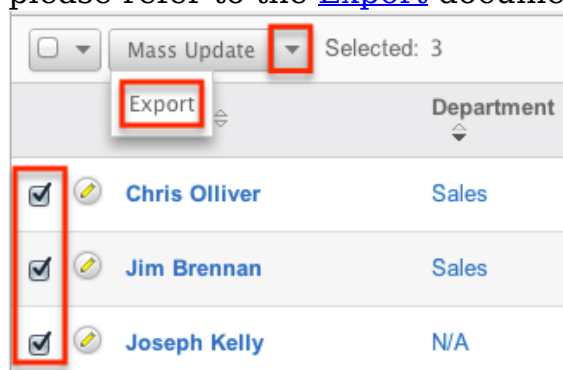 please refer to the Export docume
Mass Update Selected: 3
Export
Department
Chris Olliver Sales
Jim Brennan Sales
Joseph Kelly N/A